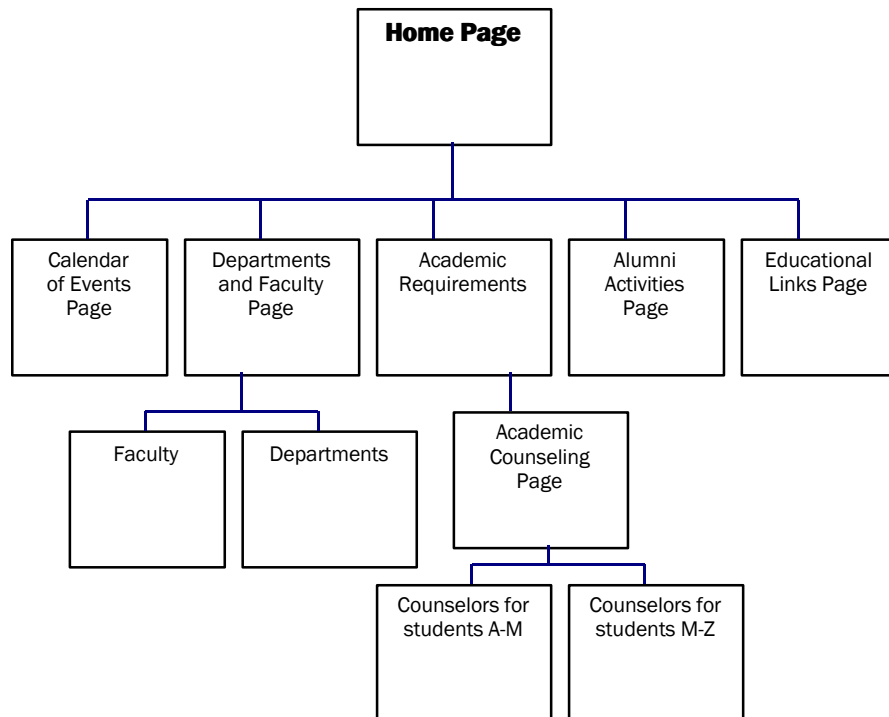 Home Page
Calendar
of Events
Page
Departments
and Faculty
Page
Academic
Requirements
Alumni
Activities
Page
Educational
Links Page
Faculty
Departments
Academic
Counseling
Page
Counselors for
students A-M
Counselors for
students M-Z